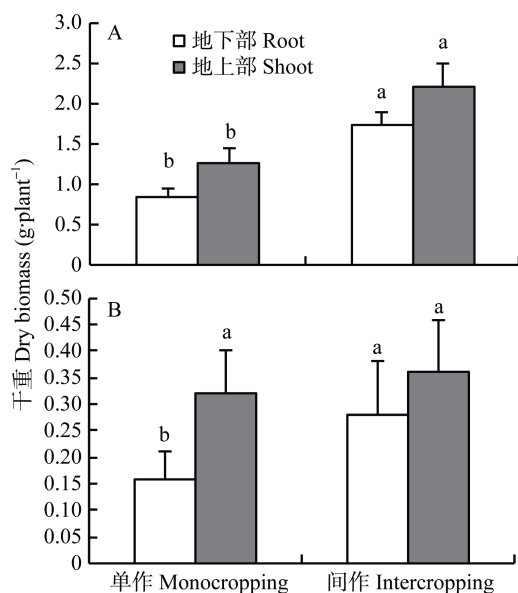 A
地下部 Root
地上部 Shoot
3.0
2.5
2.0
1.5
1.0
0.5
0
b
b
a
a
干重 Dry biomass (g·plant⁻¹)
B
0.50
0.45
0.40
0.35
0.30
0.25
0.20
0.15
0.10
0.05
0
b
a
a
a
单作 Monocropping
间作 Intercropping